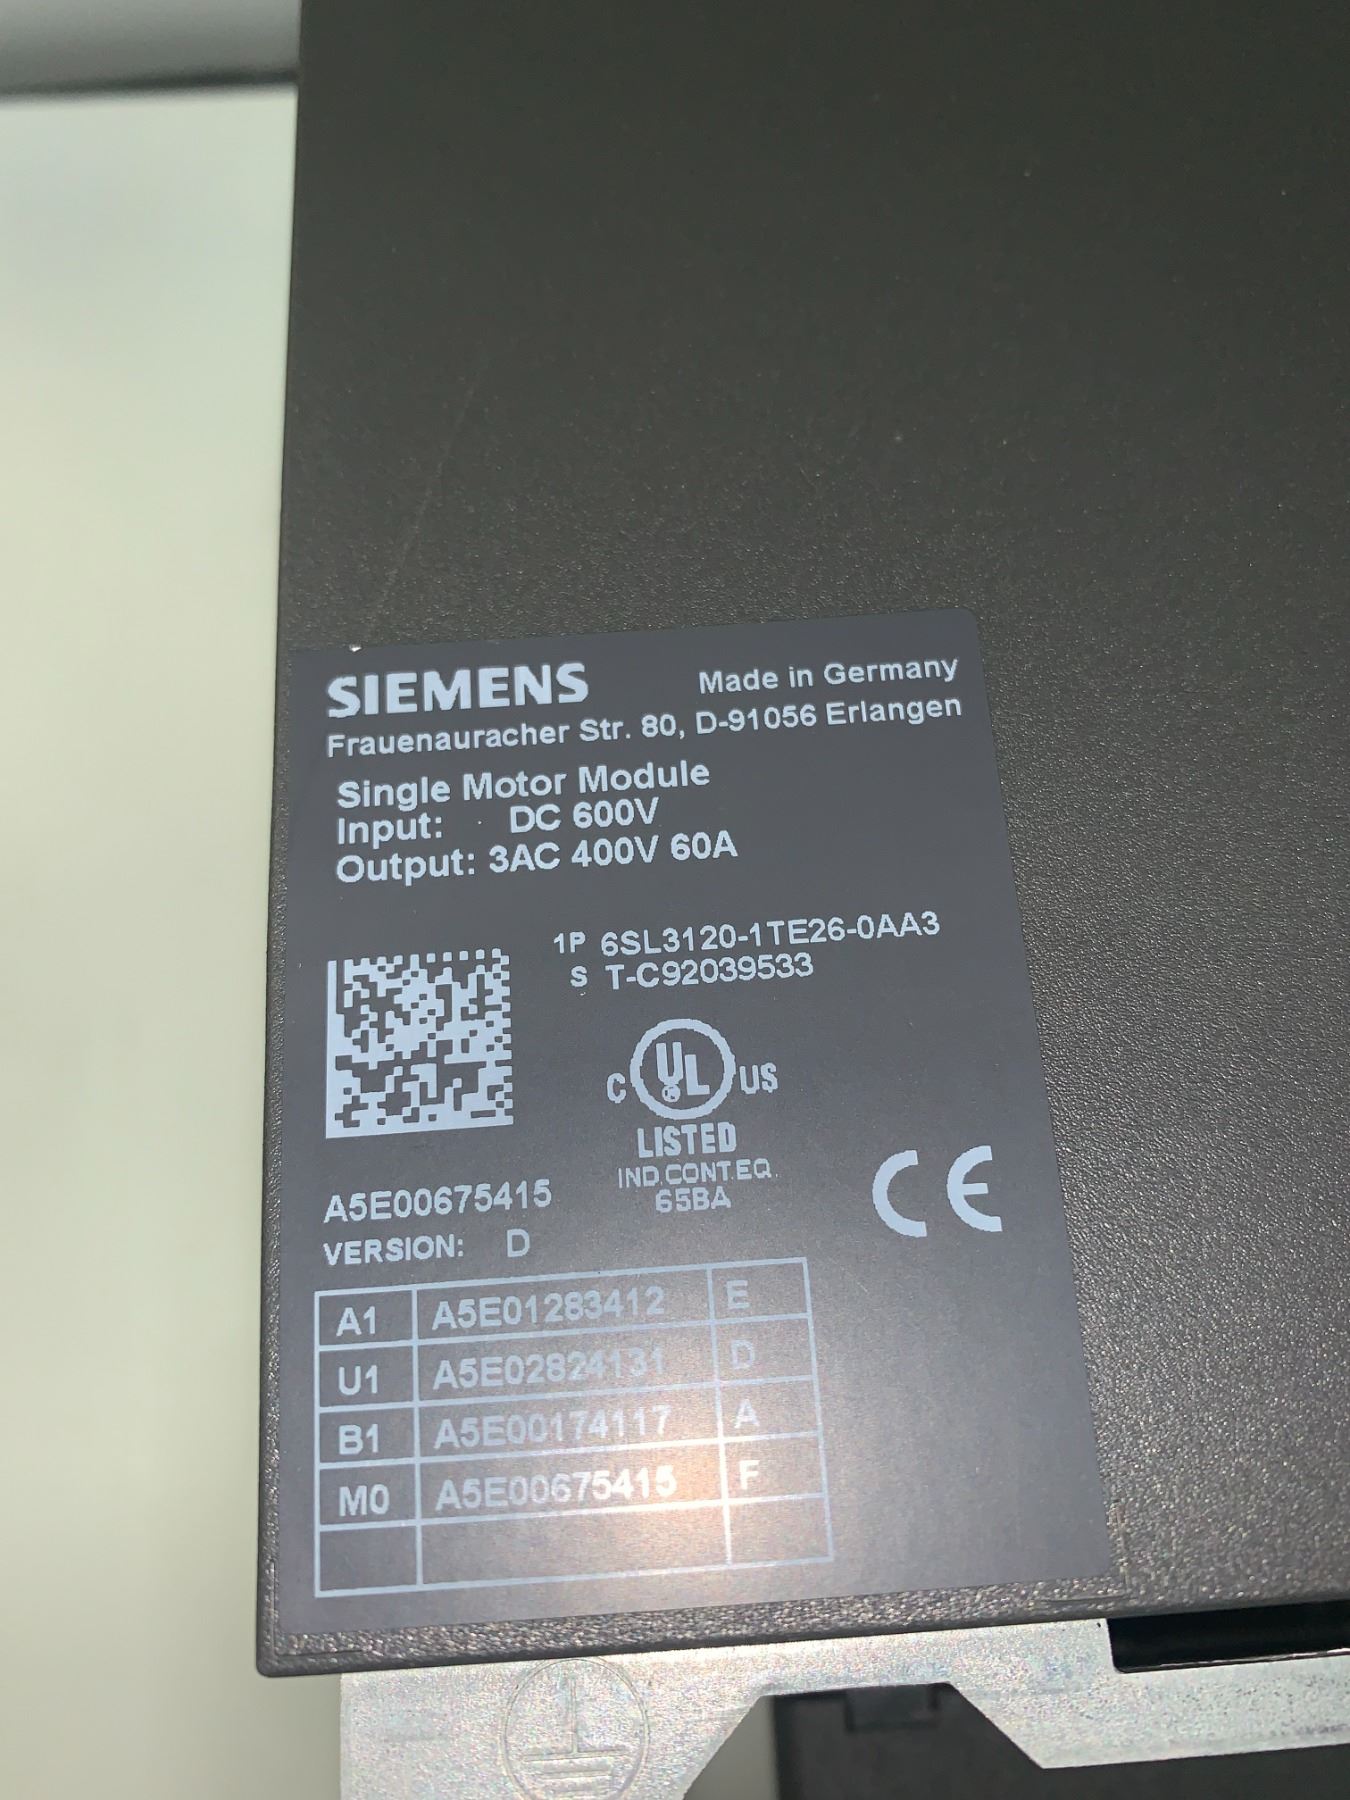 SIEMENS Made in Germany
Frauenauracher Str. 80, D-91056 Erlangen
Single Motor Module
Input: DC 600V
Output: 3AC 400V 60A
1P 6SL3120-1TE26-0AA3
S T-C92039533
C UL US
LISTED
IND.CONT.EQ.
65BA
CE
A5E00675415
VERSION: D
A1 A5E01283412 E
U1 A5E02824131 D
B1 A5E00174117 A
M0 A5E00675415 F